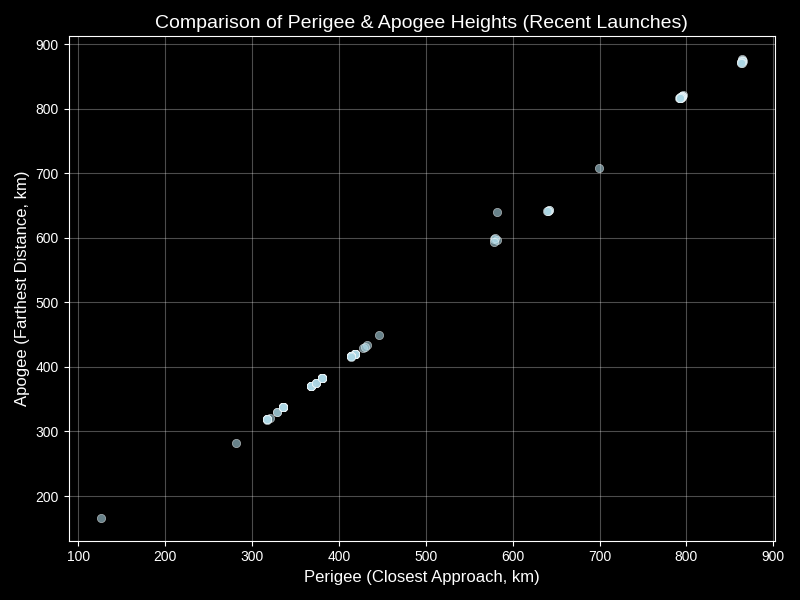 Comparison of Perigee & Apogee Heights (Recent Launches)
Apogee (Farthest Distance, km)
900
800
700
600
500
400
300
200
100 200 300 400 500 600 700 800 900
Perigee (Closest Approach, km)